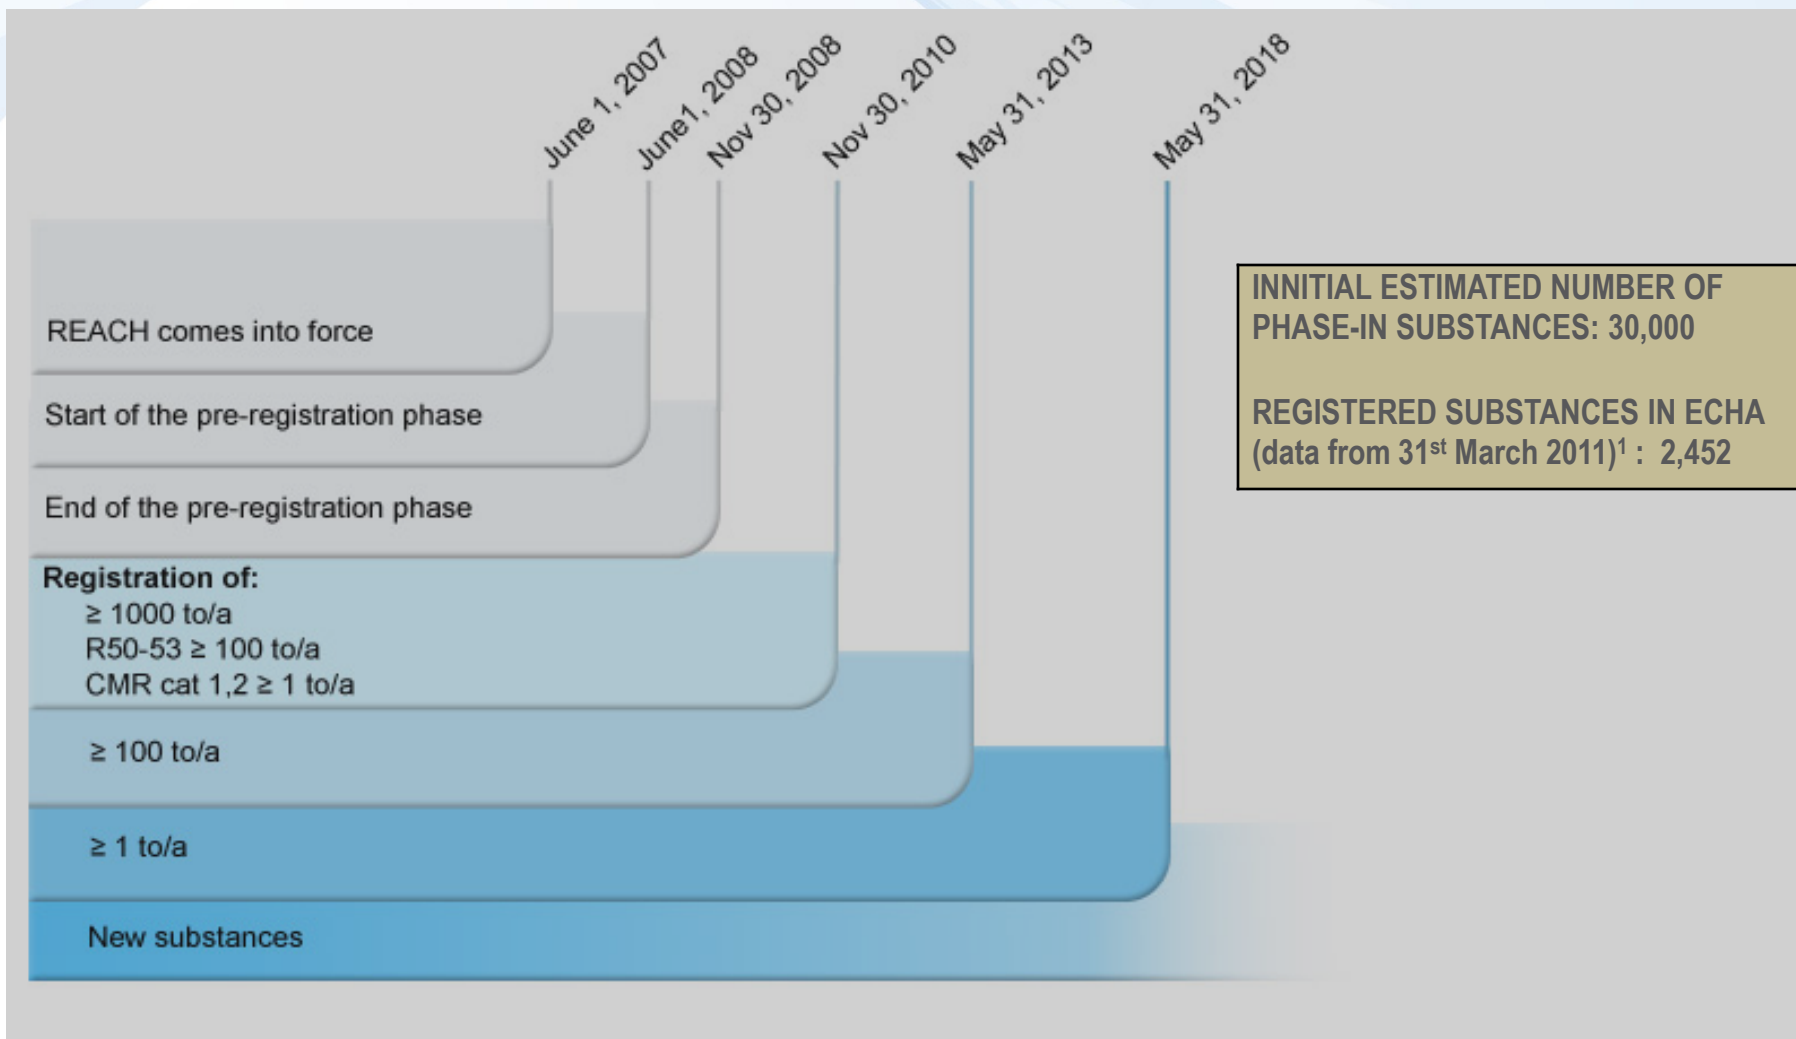 June 1, 2007
June1, 2008
Nov 30, 2008
Nov 30, 2010
May 31, 2013
May 31, 2018
REACH comes into force
Start of the pre-registration phase
End of the pre-registration phase
Registration of:
≥ 1000 to/a
R50-53 ≥ 100 to/a
CMR cat 1,2 ≥ 1 to/a
≥ 100 to/a
≥ 1 to/a
New substances
INNITIAL ESTIMATED NUMBER OF
PHASE-IN SUBSTANCES: 30,000
REGISTERED SUBSTANCES IN ECHA
(data from 31st March 2011)1 : 2,452